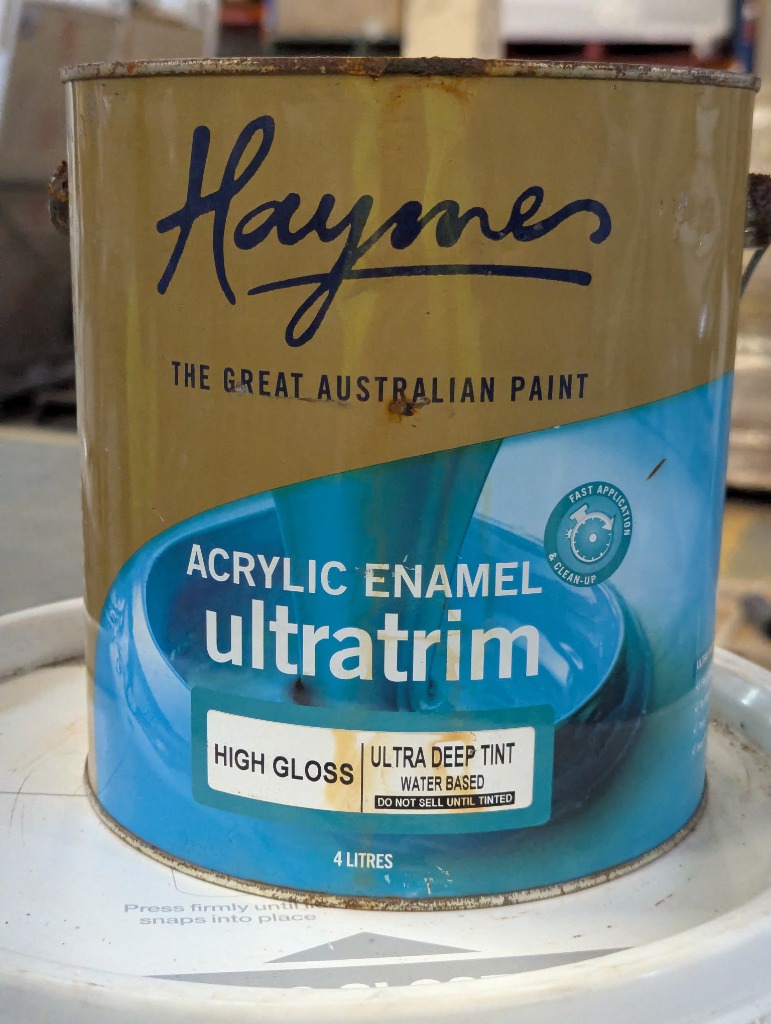 Haymes
THE GREAT AUSTRALIAN PAINT
FAST APPLICATION
& CLEAN-UP
ACRYLIC ENAMEL
ultratrim
HIGH GLOSS
ULTRA DEEP TINT
WATER BASED
DO NOT SELL UNTIL TINTED
4 LITRES
Press firmly until
snaps into place